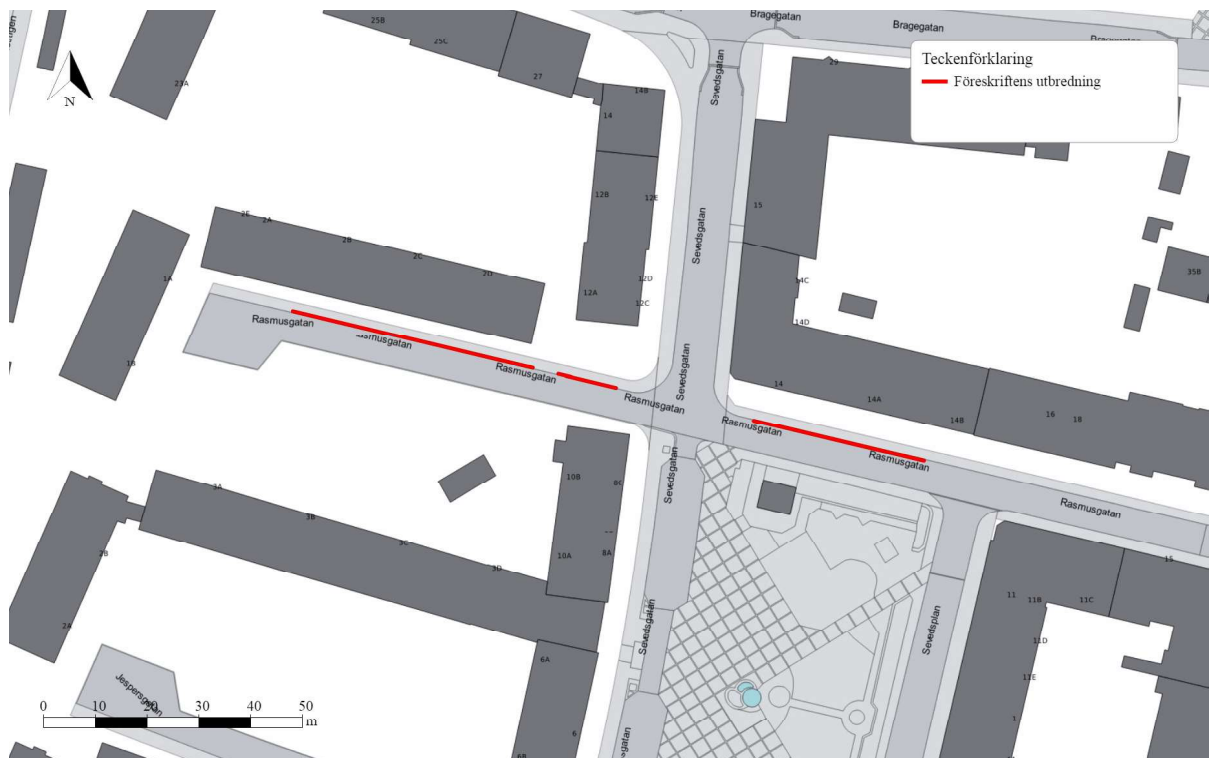 Bragegatan
Bragegatan
25B
25C
27
14B
14
29
Teckenförklaring
Föreskriftens utbredning
N
23A
Sevedsgatan
12B
12E
15
2E
2A
2B
2C
2D
1A
12D
12A
12C
Sevedsgatan
14C
35B
14D
Rasmusgatan
Rasmusgatan
1B
Rasmusgatan
Sevedsgatan
Rasmusgatan
14
14A
14B
16
18
Rasmusgatan
Rasmusgatan
Rasmusgatan
10B
Sevedsgatan
3A
3B
3C
3D
10A
8A
2B
2A
15
11
11B
11C
11D
11E
Sevedsgatan
Sevedsplan
6A
6
6B
Jespersgatan
0 10 20 30 40 50
m